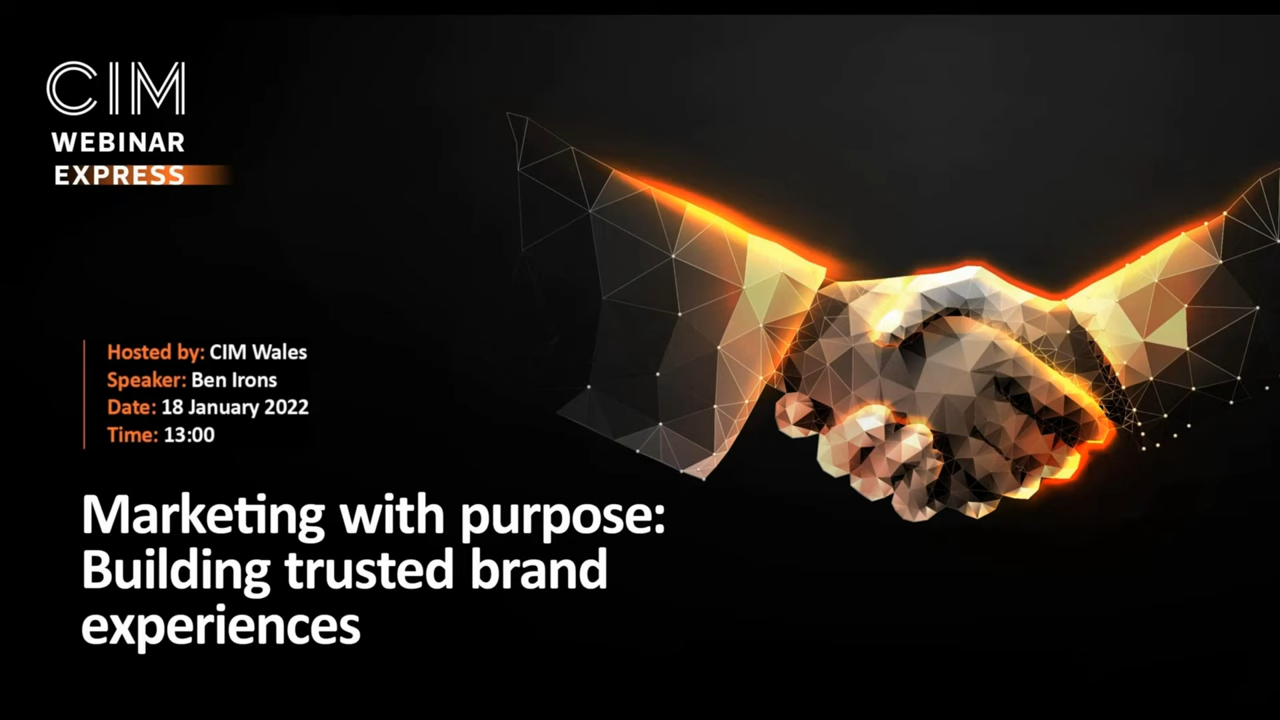 CIM
WEBINAR
EXPRESS
Hosted by: CIM Wales
Speaker: Ben Irons
Date: 18 January 2022
Time: 13:00
Marketing with purpose:
Building trusted brand
experiences